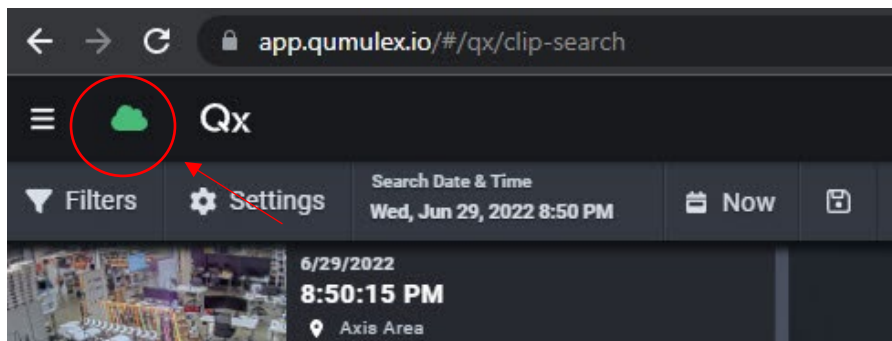 app.qumulex.io/#/qx/clip-search
Qx
Filters
Settings
Search Date & Time
Wed, Jun 29, 2022 8:50 PM
Now
6/29/2022
8:50:15 PM
Axis Area